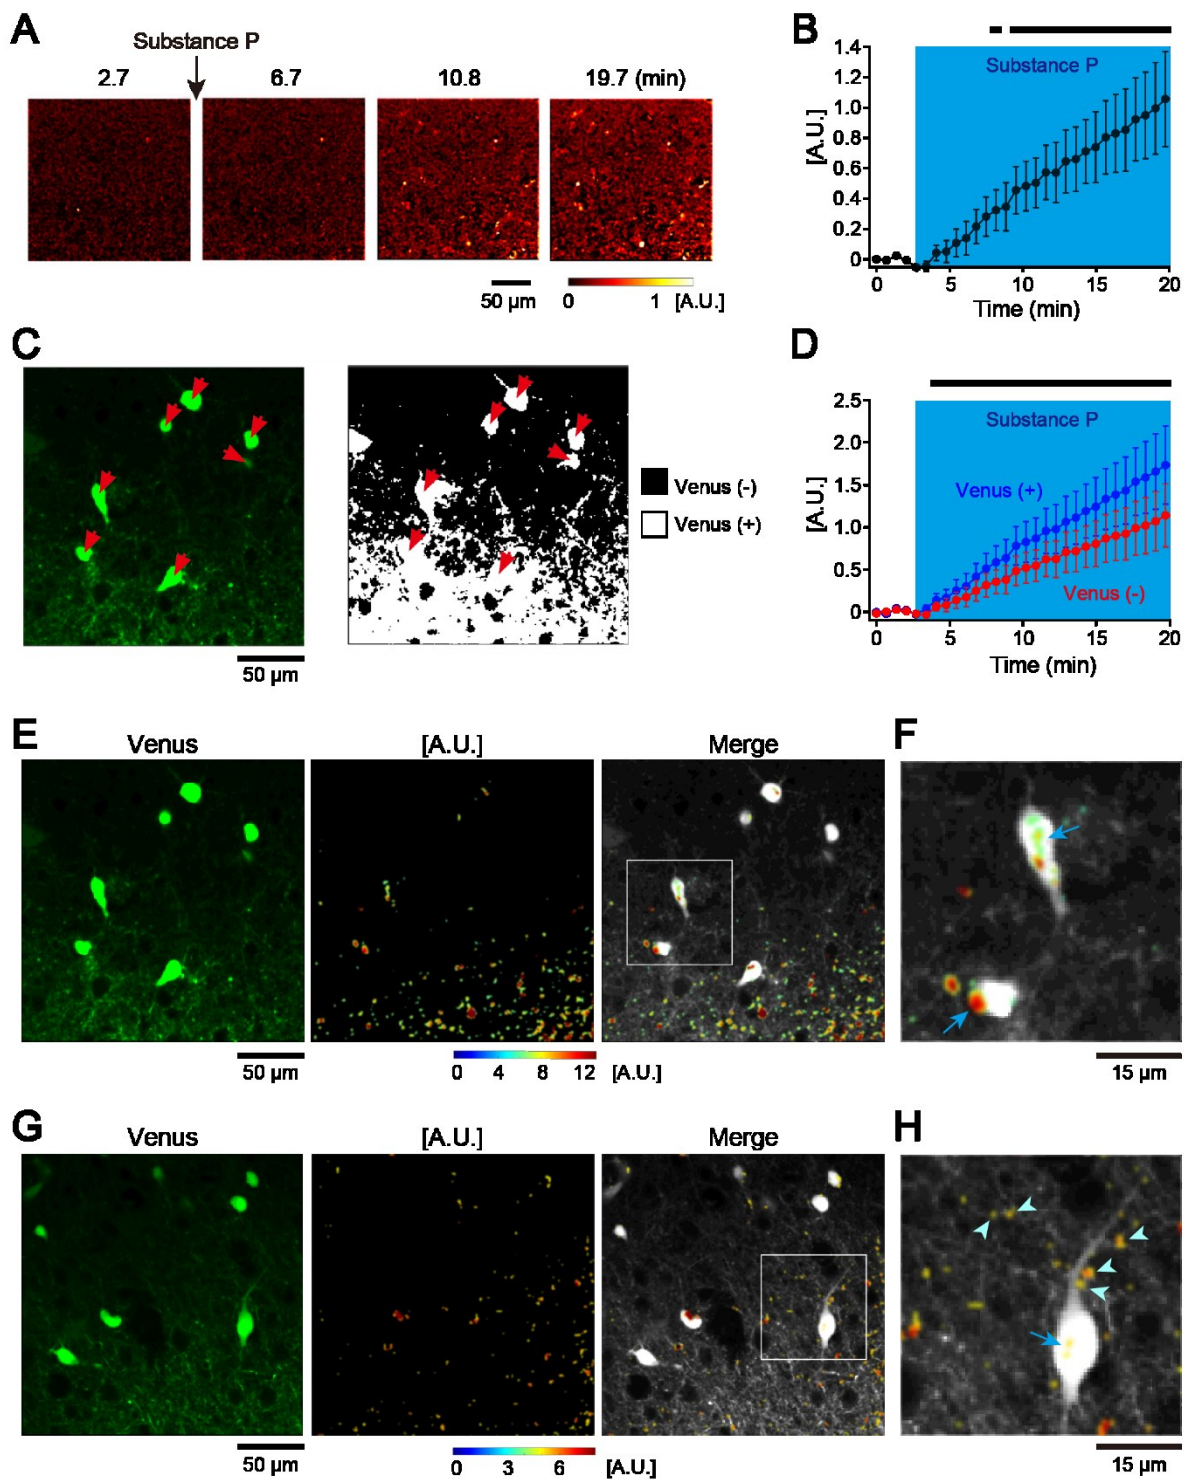 A
Substance P
2.7 6.7 10.8 19.7 (min)
50 μm
0 1 [A.U.]
B
Substance P
[A.U.]
1.4
1.2
1.0
0.8
0.6
0.4
0.2
0
0 5 10 15 20
Time (min)
C
Venus (-)
Venus (+)
50 μm
D
Substance P
[A.U.]
2.5
2.0
1.5
1.0
0.5
0
Venus (+)
Venus (-)
0 5 10 15 20
Time (min)
E
Venus [A.U.] Merge
50 μm
0 4 8 12 [A.U.]
F
15 μm
G
Venus [A.U.] Merge
50 μm
0 3 6 8 [A.U.]
H
15 μm